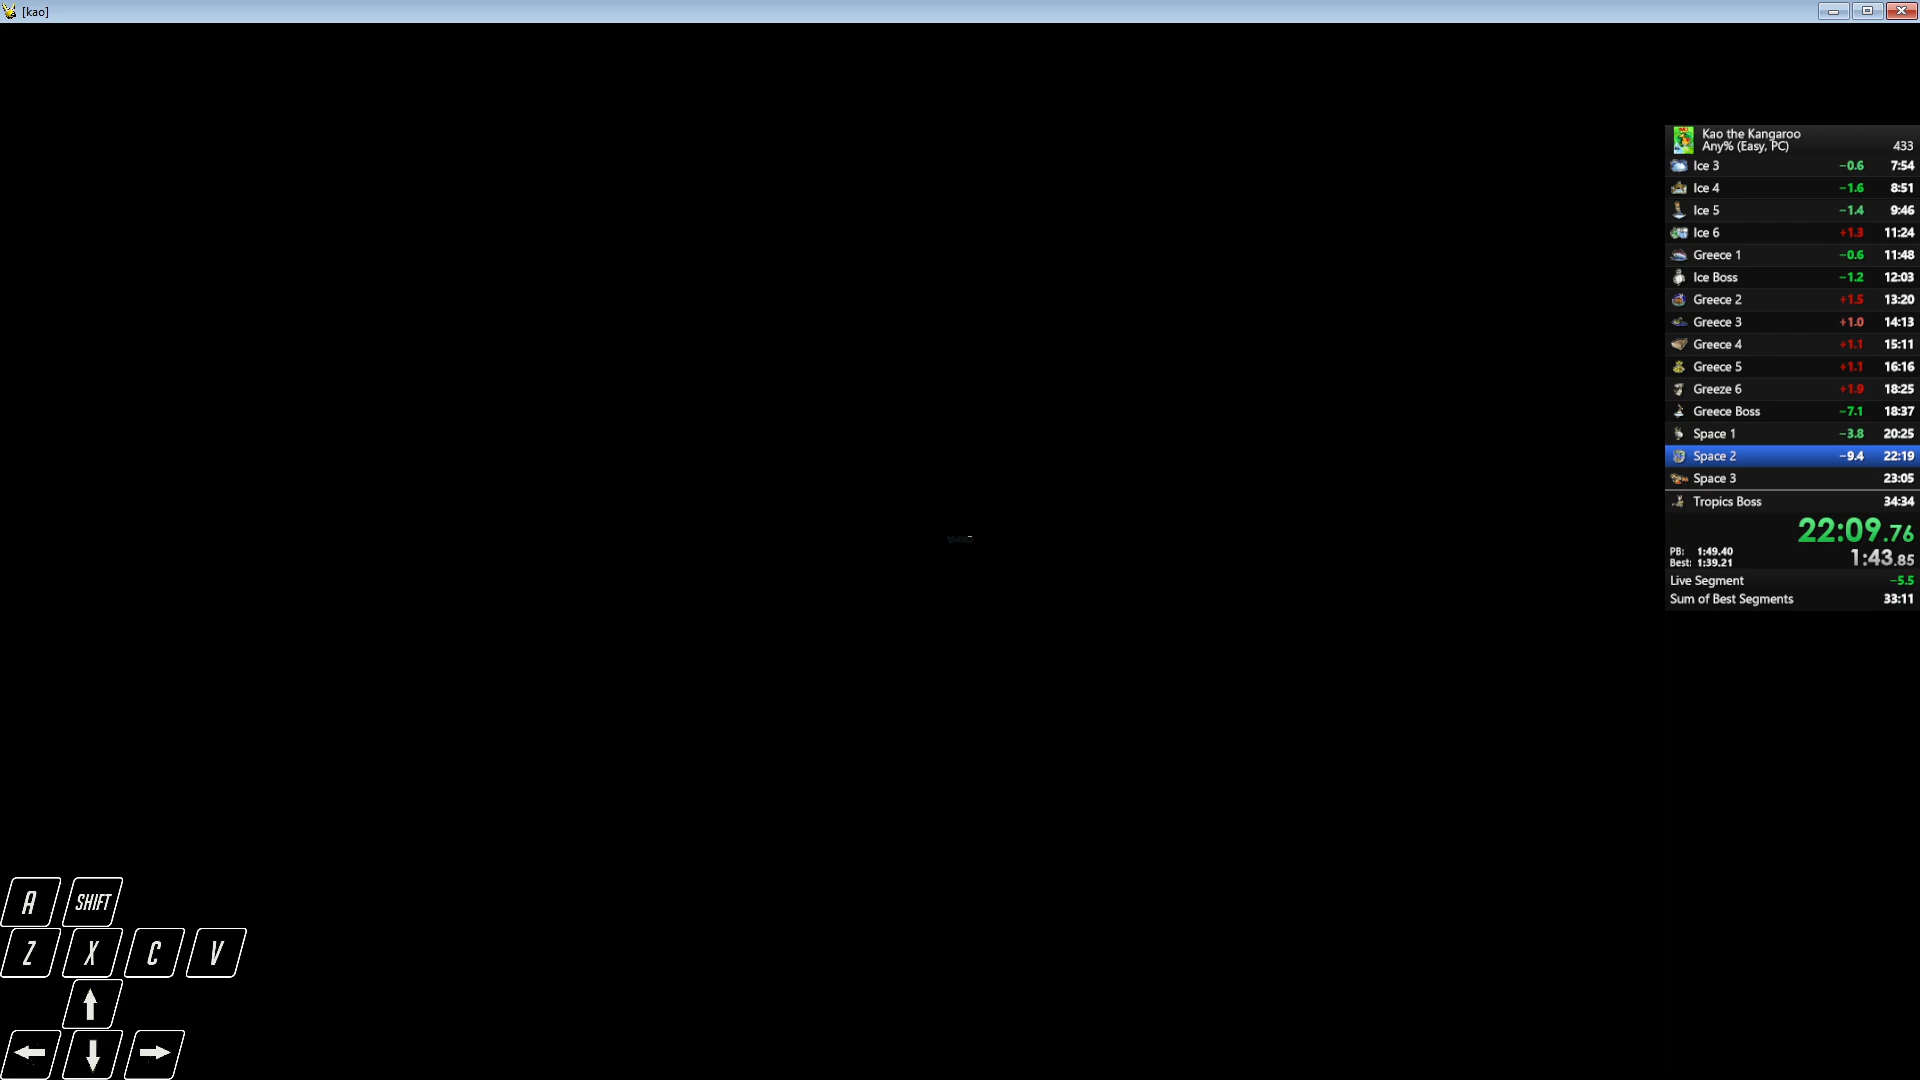 [kao]
Kao the Kangaroo
Any% (Easy, PC) 433
Ice 3 −0.6 7:54
Ice 4 −1.6 8:51
Ice 5 −1.4 9:46
Ice 6 +1.3 11:24
Greece 1 −0.6 11:48
Ice Boss −1.2 12:03
Greece 2 +1.5 13:20
Greece 3 +1.0 14:13
Greece 4 +1.1 15:11
Greece 5 +1.1 16:16
Greeze 6 +1.9 18:25
Greece Boss −7.1 18:37
Space 1 −3.8 20:25
Space 2 −9.4 22:19
Space 3 23:05
Tropics Boss 34:34
22:09.76
PB: 1:49.40
Best: 1:39.21
1:43.85
Live Segment −5.5
Sum of Best Segments 33:11
A SHIFT
Z X C V